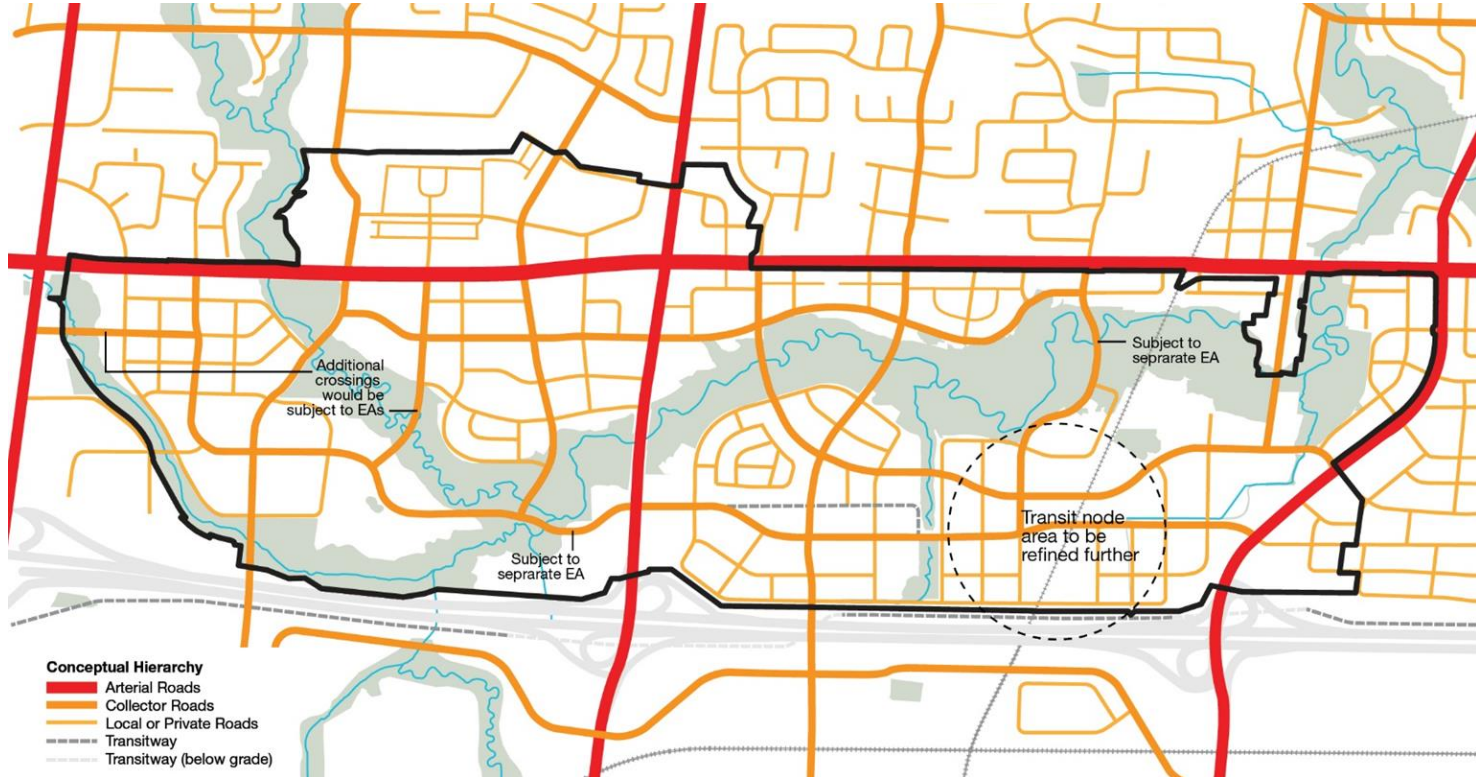 Additional
crossings
would be
subject to EAs
Subject to
seprarate EA
Subject to
seprarate EA
Transit node
area to be
refined further
Conceptual Hierarchy
Arterial Roads
Collector Roads
Local or Private Roads
Transitway
Transitway (below grade)